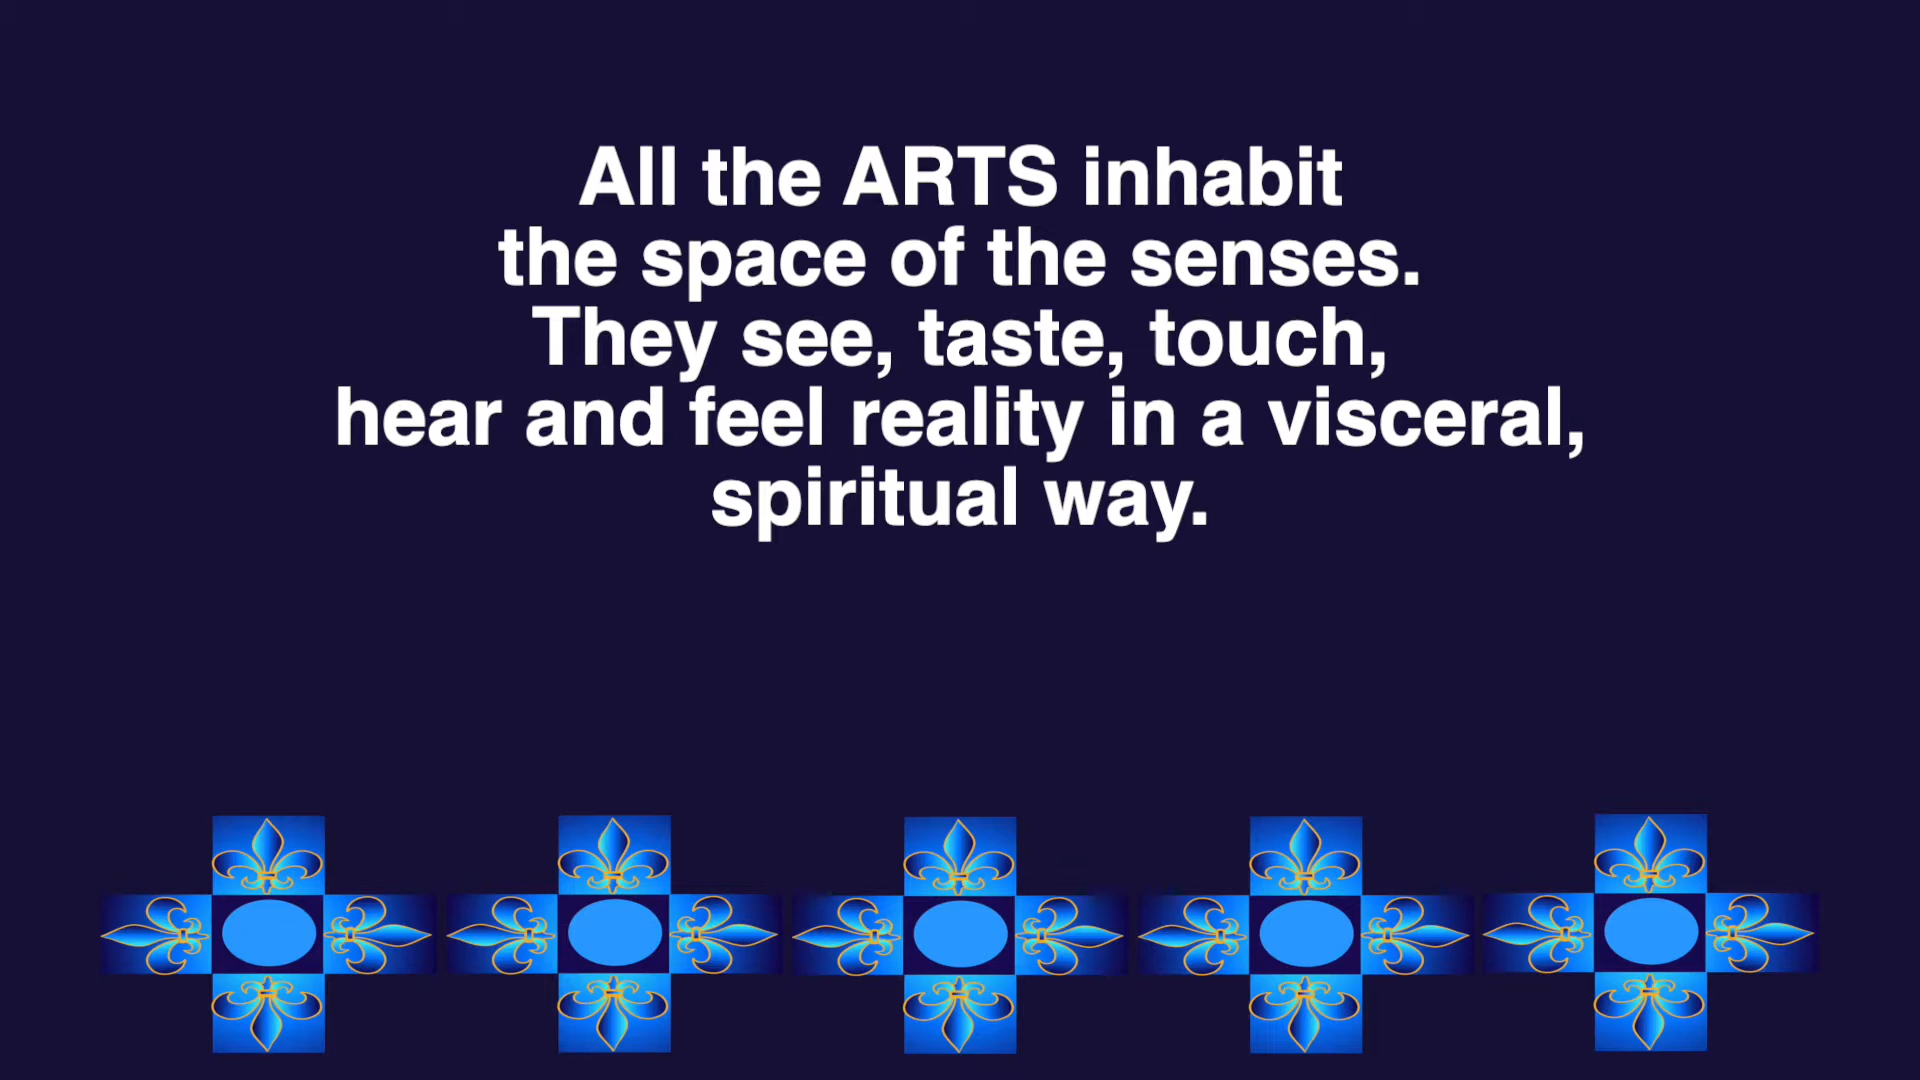 All the ARTS inhabit
the space of the senses.
They see, taste, touch,
hear and feel reality in a visceral,
spiritual way.